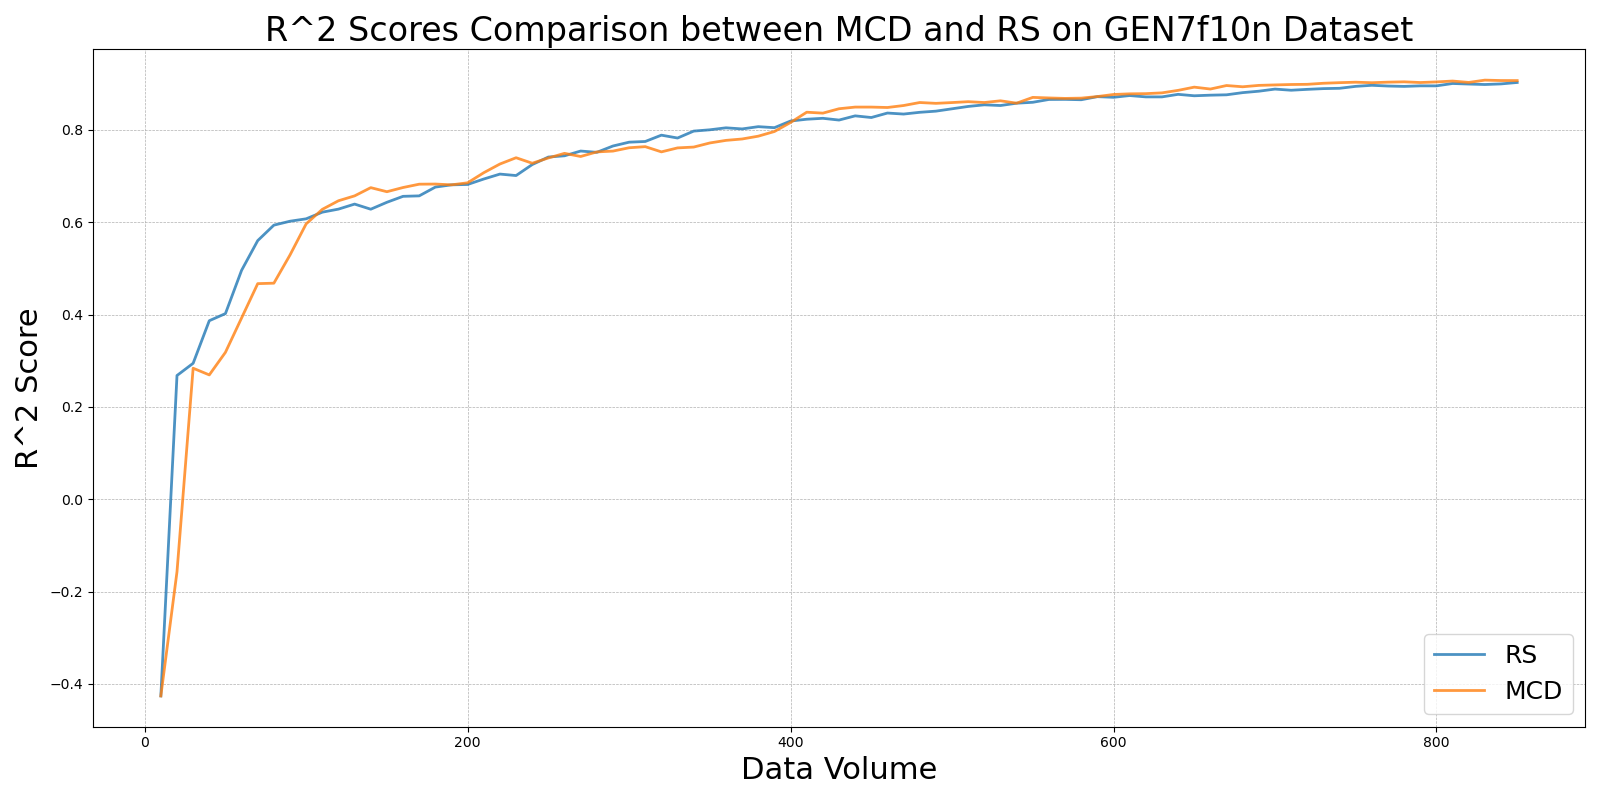 R^2 Scores Comparison between MCD and RS on GEN7f10n Dataset
R^2 Score
0.8
0.6
0.4
0.2
0.0
−0.2
−0.4
0 200 400 600 800
Data Volume
RS
MCD